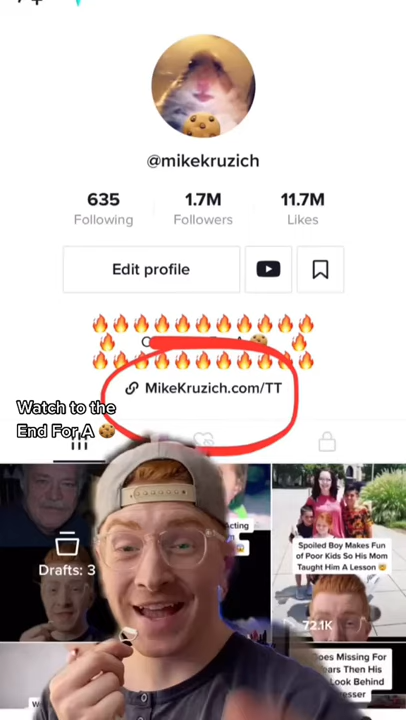 @mikekruzich
635 1.7M 11.7M
Following Followers Likes
Edit profile
MikeKruzich.com/TT
Watch to the
End For A 🍪
Drafts: 3
Acting
Spoiled Boy Makes Fun
of Poor Kids So His Mom
Taught Him A Lesson 🤯
72.1K
Goes Missing For
Then His
Look Behind